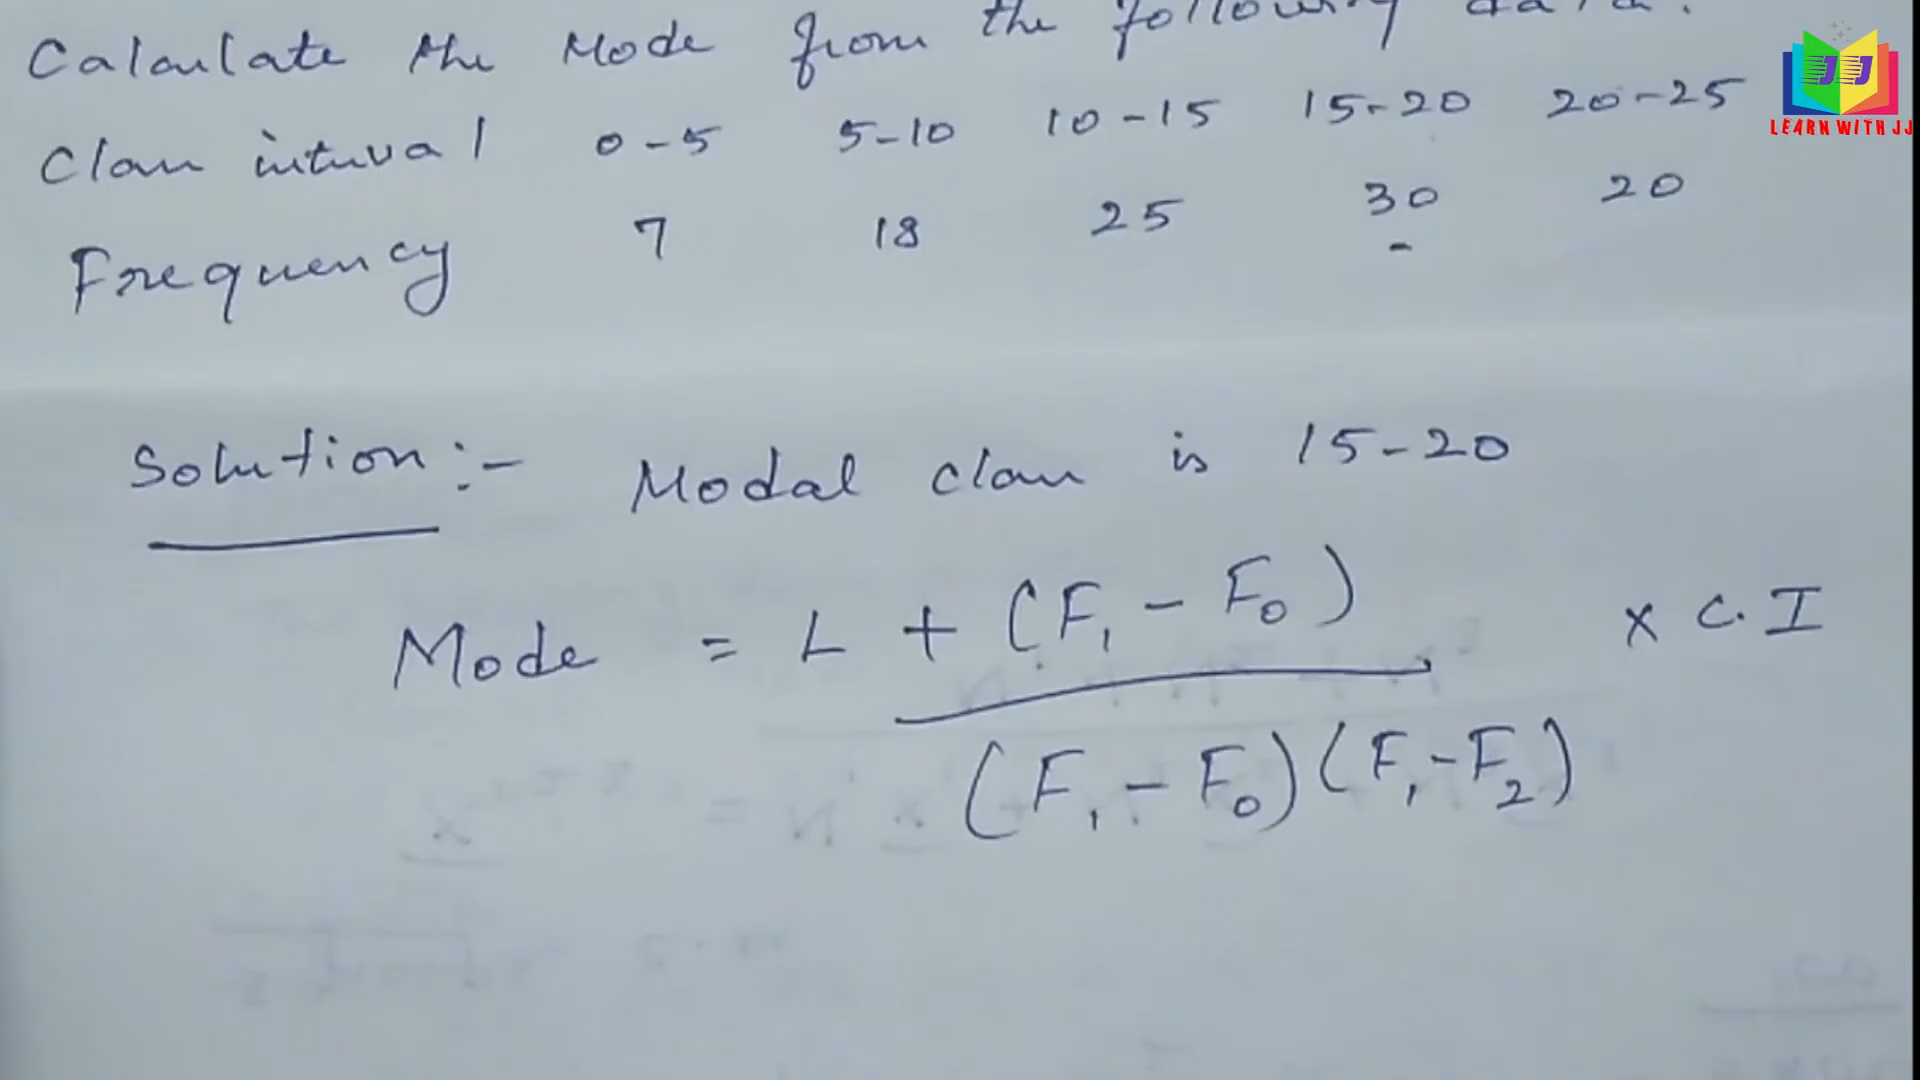 Calculate the Mode from the following data.
Class interval 0-5 5-10 10-15 15-20 20-25
Frequency 7 18 25 30 20
Solution:- Modal class is 15-20
Mode = L + (F₁ - F₀) x C.I
(F₁ - F₀)(F₁-F₂)
JJ
LEARN WITH JJ